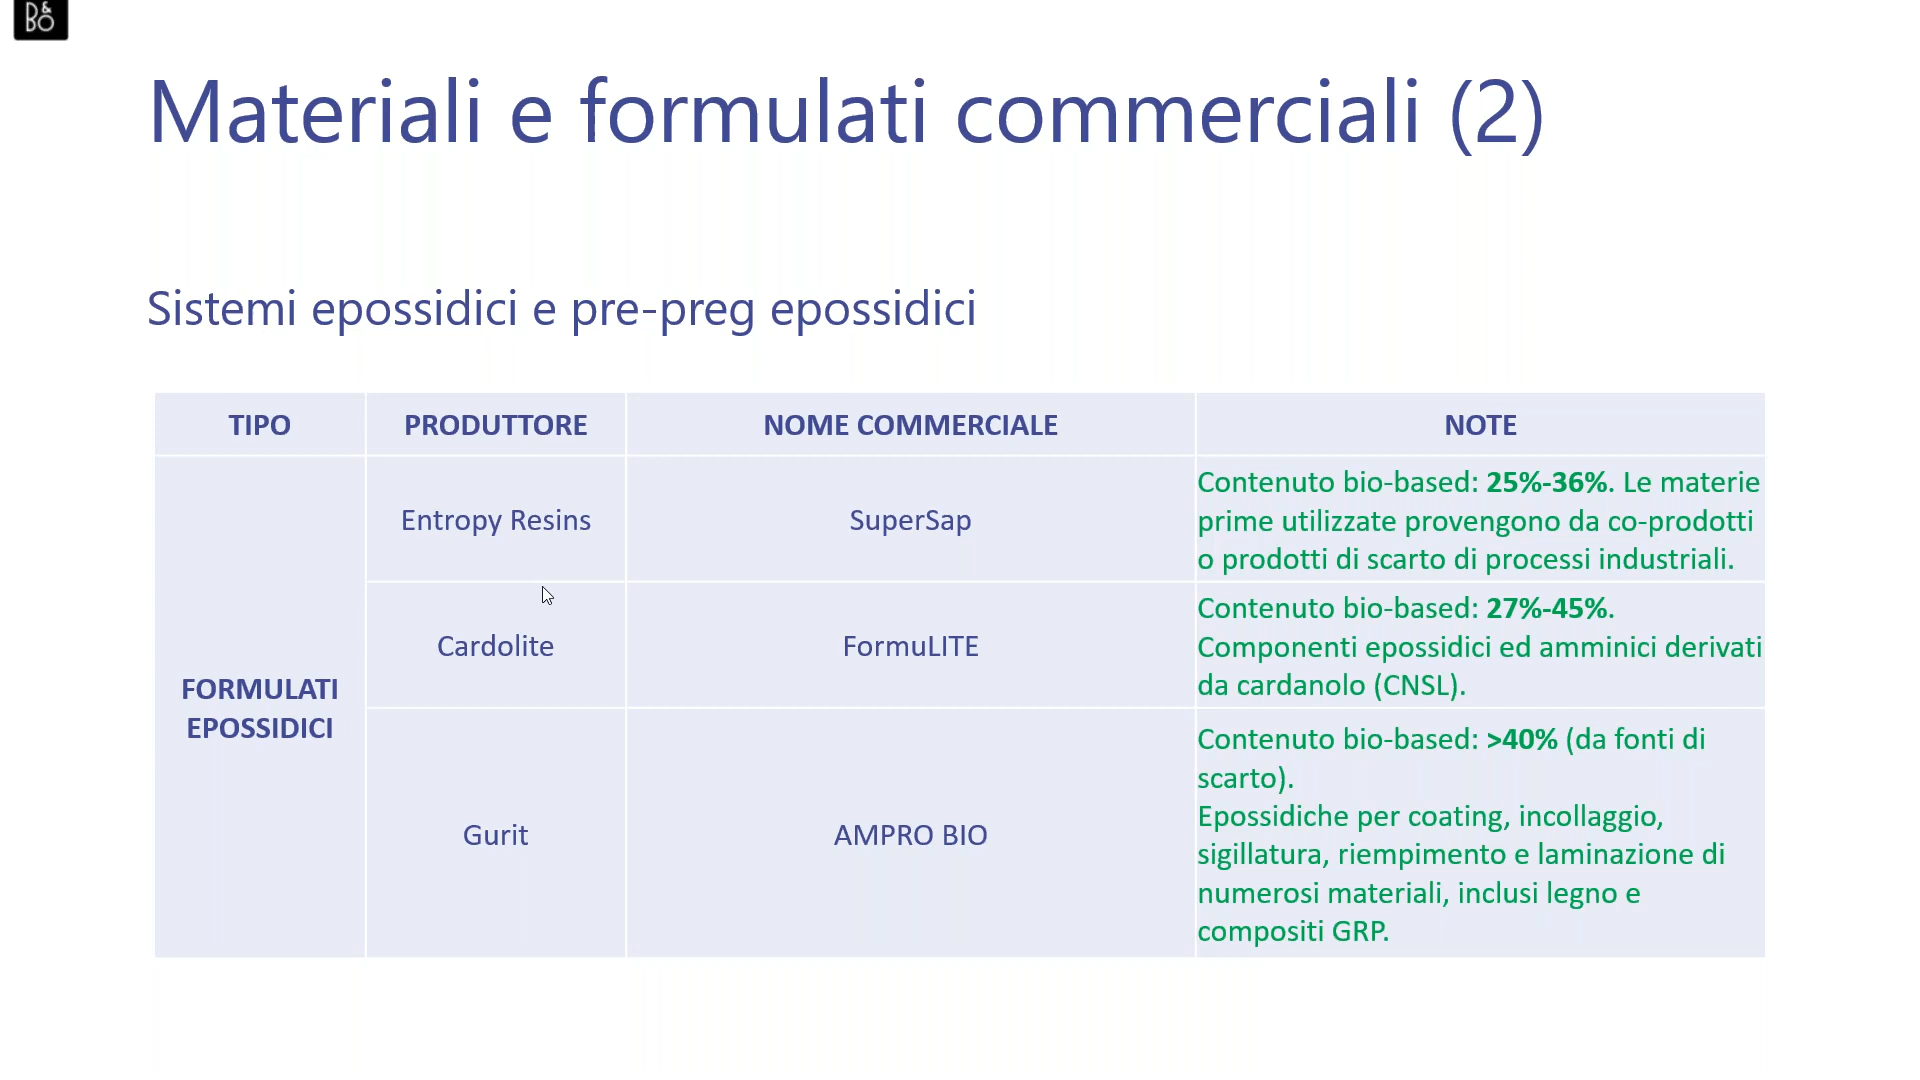 B&O
Materiali e formulati commerciali (2)
Sistemi epossidici e pre-preg epossidici
TIPO
PRODUTTORE
NOME COMMERCIALE
NOTE
FORMULATI
EPOSSIDICI
Entropy Resins
SuperSap
Contenuto bio-based: 25%-36%. Le materie
prime utilizzate provengono da co-prodotti
o prodotti di scarto di processi industriali.
Cardolite
FormuLITE
Contenuto bio-based: 27%-45%.
Componenti epossidici ed amminici derivati
da cardanolo (CNSL).
Gurit
AMPRO BIO
Contenuto bio-based: >40% (da fonti di
scarto).
Epossidiche per coating, incollaggio,
sigillatura, riempimento e laminazione di
numerosi materiali, inclusi legno e
compositi GRP.